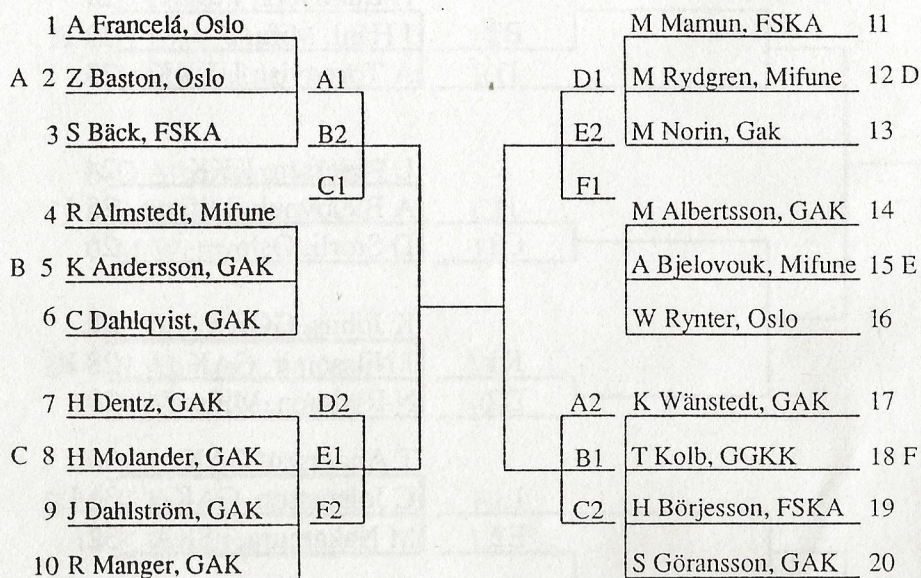 1 A Francelá, Oslo
A 2 Z Baston, Oslo
3 S Bäck, FSKA
A1
B2
C1
4 R Almstedt, Mifune
B 5 K Andersson, GAK
6 C Dahlqvist, GAK
7 H Dentz, GAK
C 8 H Molander, GAK
9 J Dahlström, GAK
10 R Manger, GAK
D2
E1
F2
M Mamun, FSKA 11
M Rydgren, Mifune 12 D
M Norin, Gak 13
D1
E2
F1
M Albertsson, GAK 14
A Bjelovouk, Mifune 15 E
W Rynter, Oslo 16
A2
B1
C2
K Wänstedt, GAK 17
T Kolb, GGKK 18 F
H Börjesson, FSKA 19
S Göransson, GAK 20